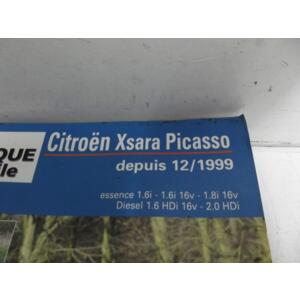 QUE
Citroën Xsara Picasso
depuis 12/1999
essence 1.6i - 1.6i 16v - 1.8i 16v
Diesel 1.6 HDi 16v - 2.0 HDi